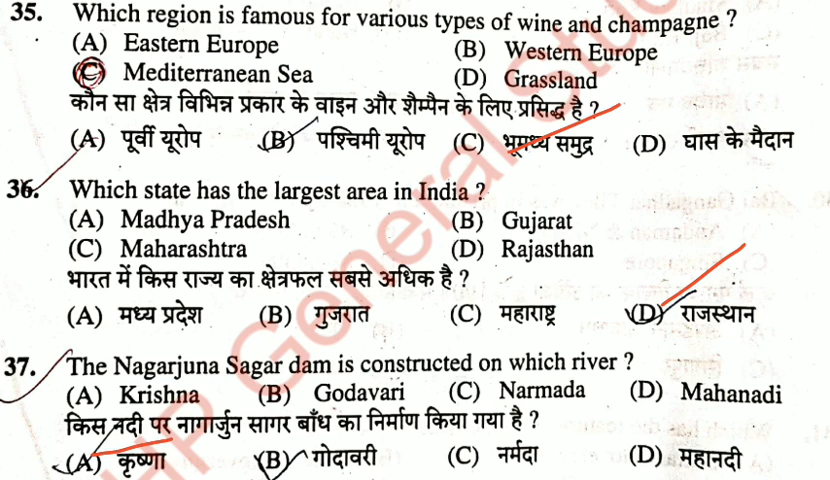 35. Which region is famous for various types of wine and champagne ?
(A) Eastern Europe (B) Western Europe
(C) Mediterranean Sea (D) Grassland
कौन सा क्षेत्र विभिन्न प्रकार के वाइन और शैम्पैन के लिए प्रसिद्ध है ?
(A) पूर्वी यूरोप (B) पश्चिमी यूरोप (C) भूमध्य समुद्र (D) घास के मैदान
36. Which state has the largest area in India ?
(A) Madhya Pradesh (B) Gujarat
(C) Maharashtra (D) Rajasthan
भारत में किस राज्य का क्षेत्रफल सबसे अधिक है ?
(A) मध्य प्रदेश (B) गुजरात (C) महाराष्ट्र (D) राजस्थान
37. The Nagarjuna Sagar dam is constructed on which river ?
(A) Krishna (B) Godavari (C) Narmada (D) Mahanadi
किस नदी पर नागार्जुन सागर बाँध का निर्माण किया गया है ?
(A) कृष्णा (B) गोदावरी (C) नर्मदा (D) महानदी
HP General Stu